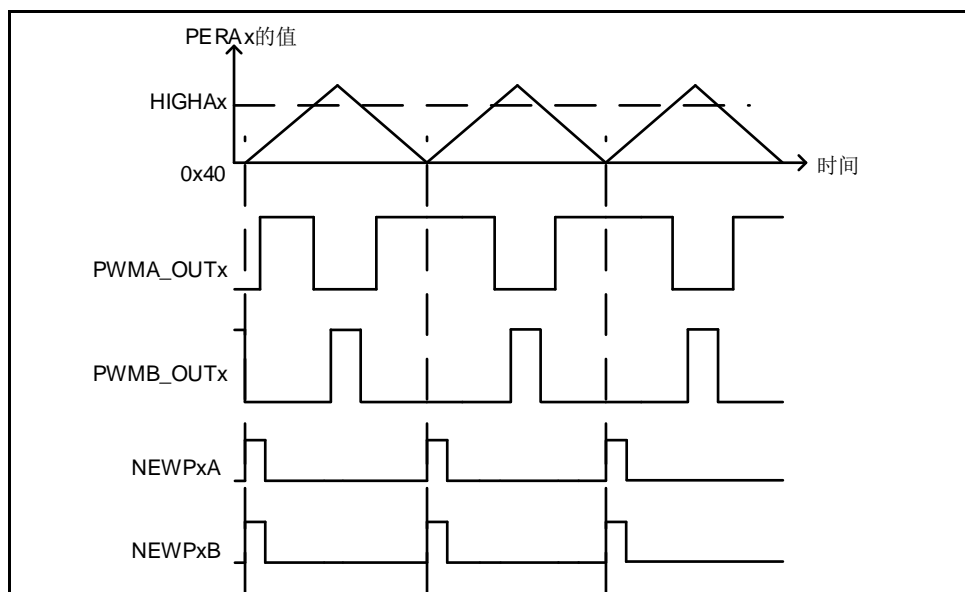 PERAx的值
HIGHAx
0x40
时间
PWMA_OUTx
PWMB_OUTx
NEWPxA
NEWPxB